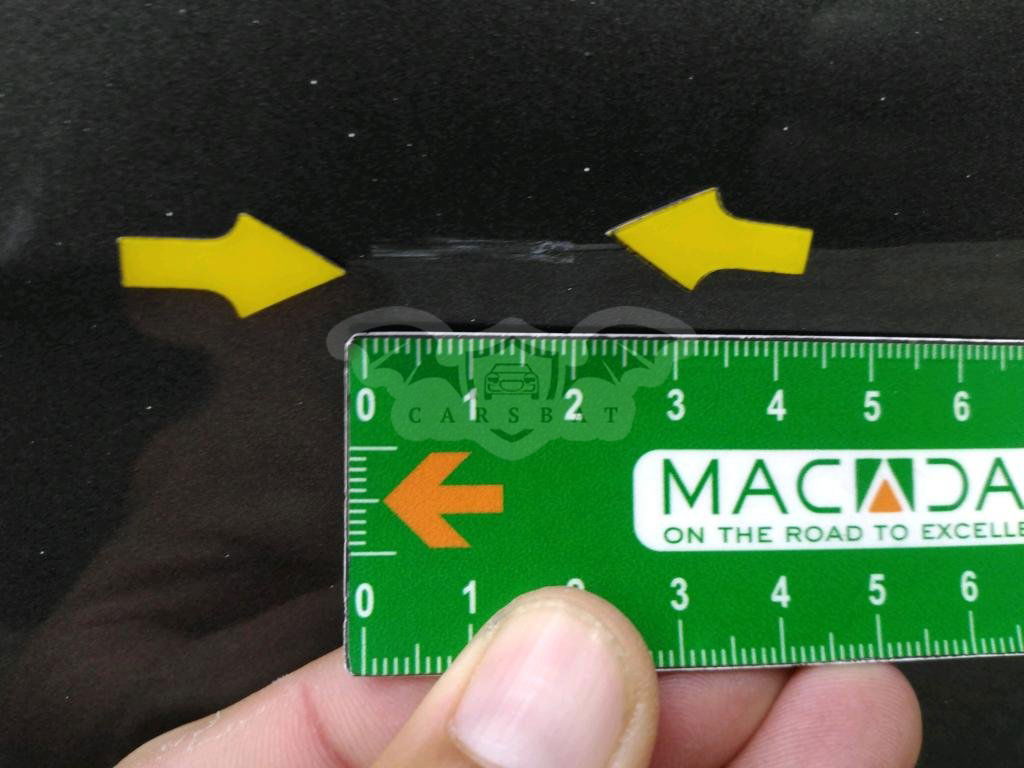 CARSBAT
0 1 2 3 4 5 6
MACADA
ON THE ROAD TO EXCELLE
0 1 2 3 4 5 6